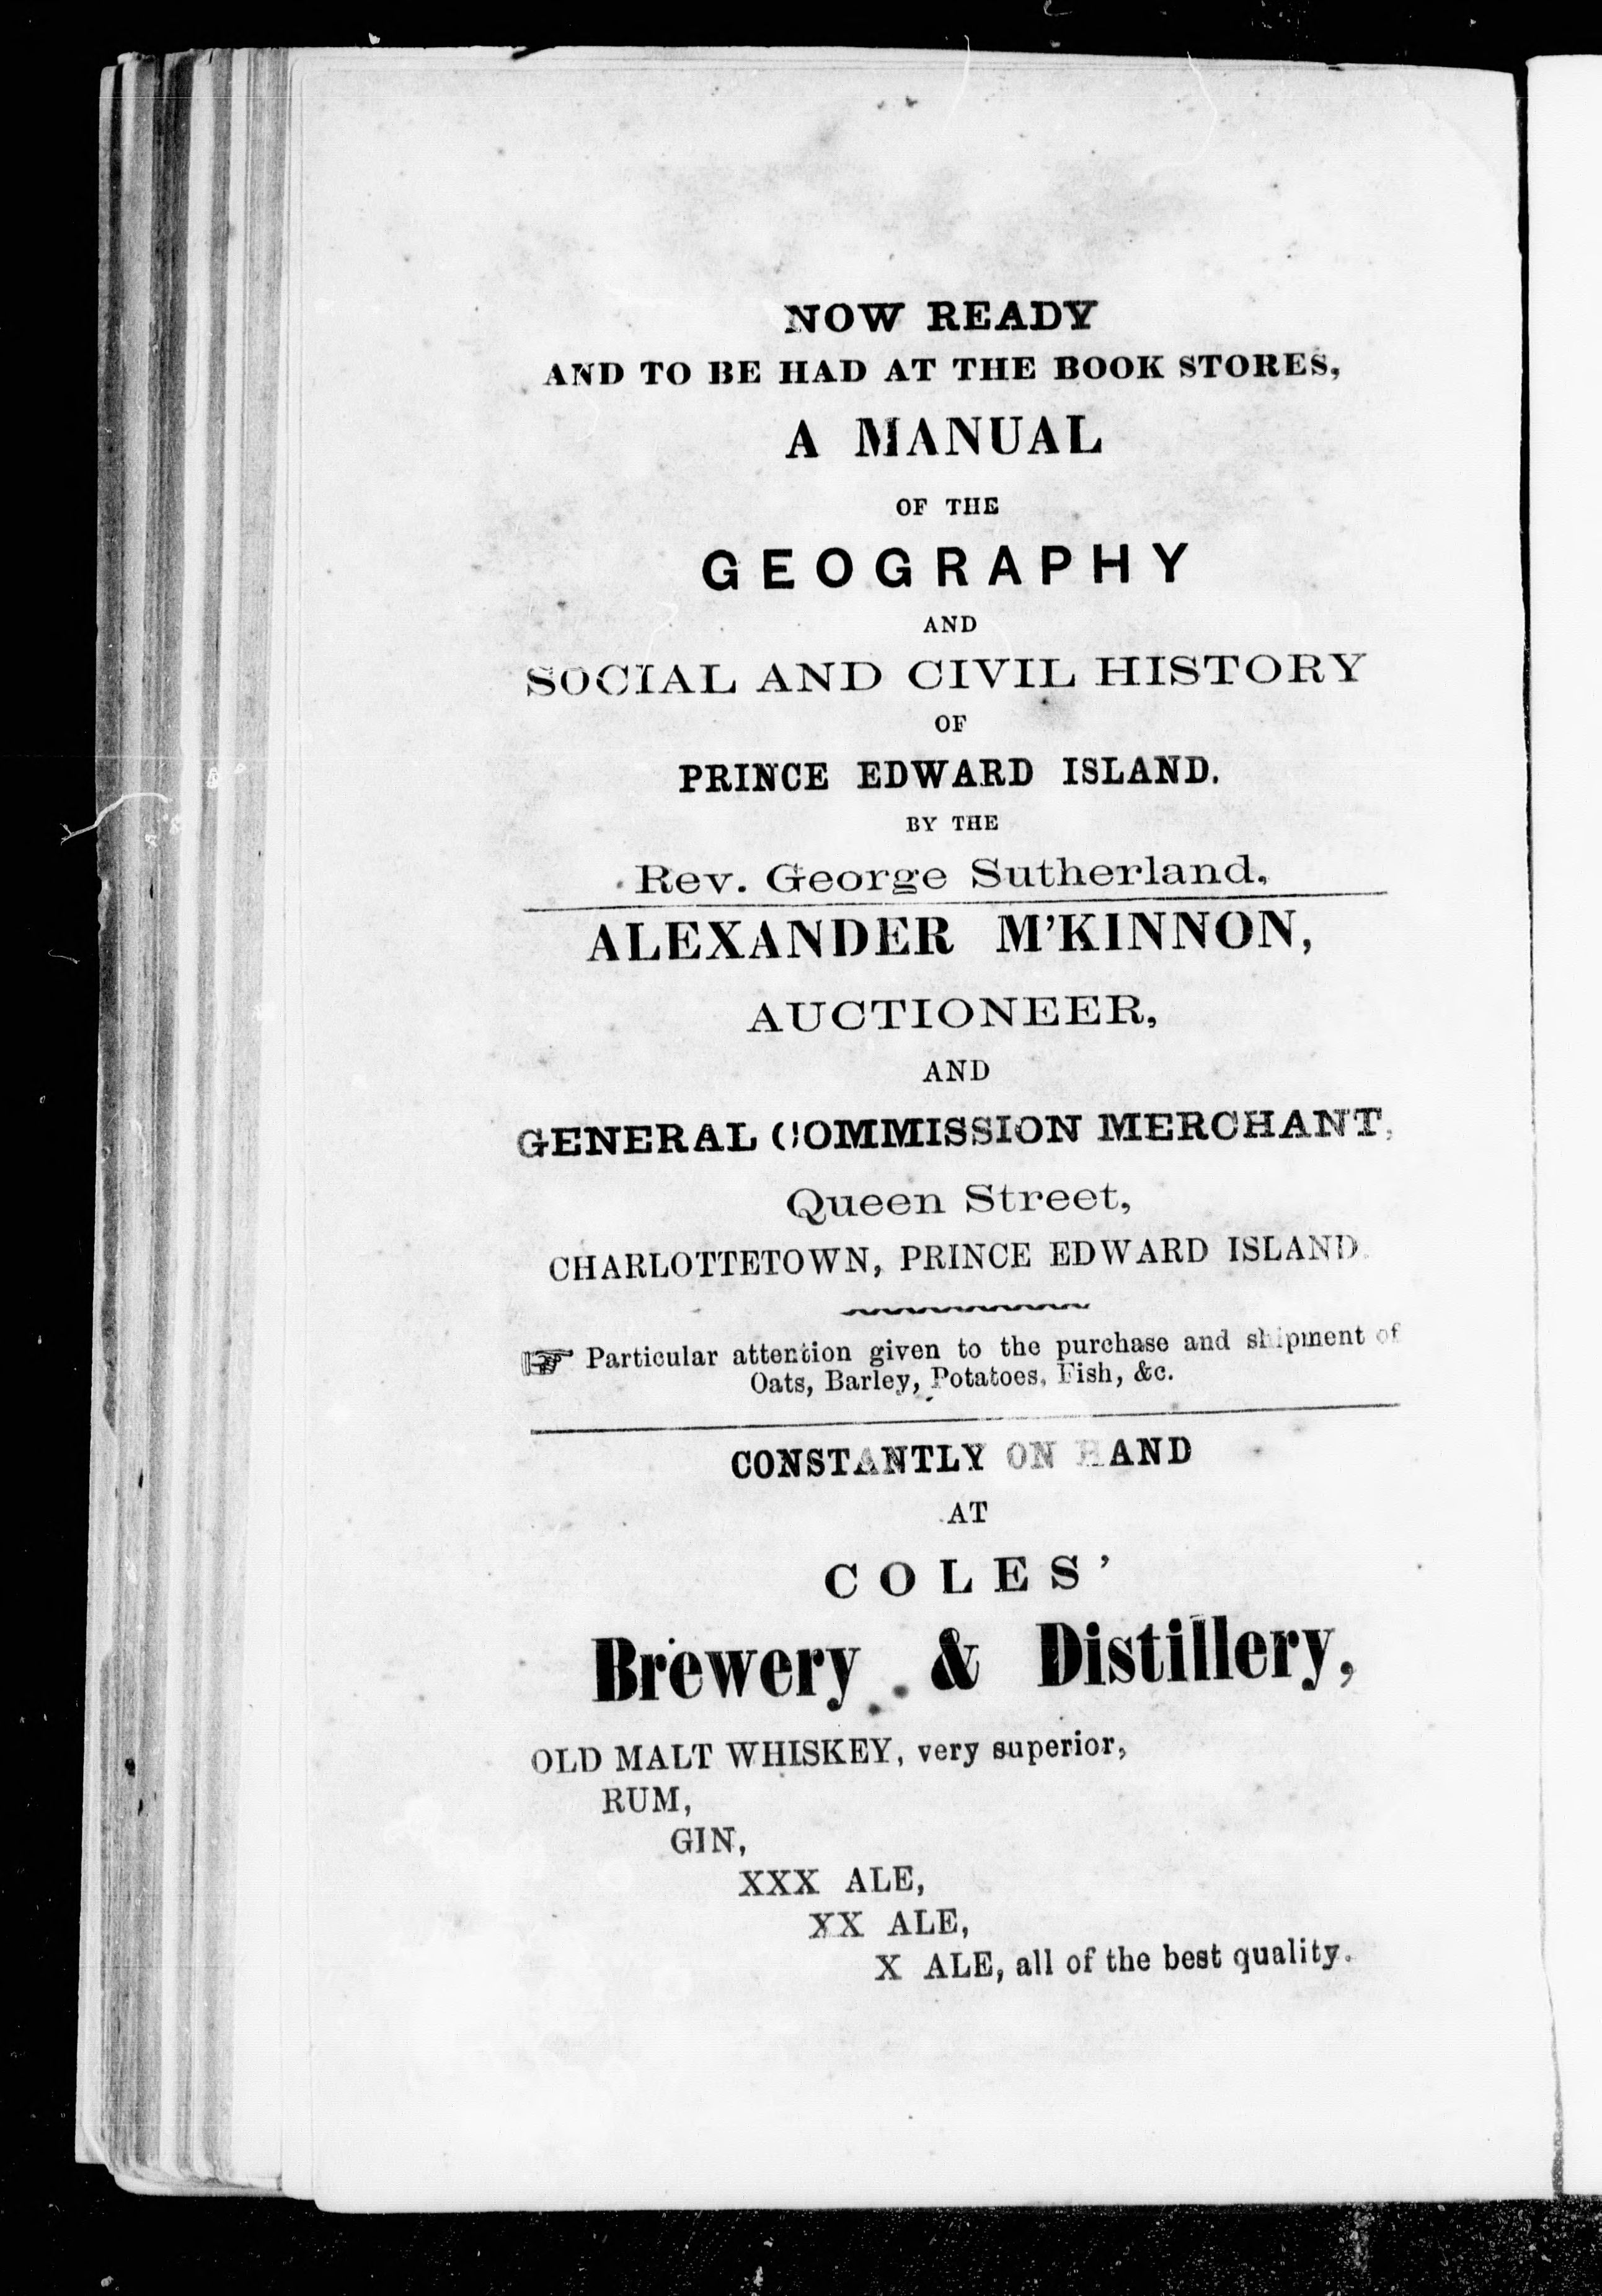 NOW READY
AND TO BE HAD AT THE BOOK STORES,
A MANUAL
OF THE
GEOGRAPHY
AND
SOCIAL AND CIVIL HISTORY
OF
PRINCE EDWARD ISLAND.
BY THE
Rev. George Sutherland,
ALEXANDER M'KINNON,
AUCTIONEER,
AND
GENERAL COMMISSION MERCHANT,
Queen Street,
CHARLOTTETOWN, PRINCE EDWARD ISLAND.
☞ Particular attention given to the purchase and shipment of
Oats, Barley, Potatoes, Fish, &c.
CONSTANTLY ON HAND
AT
COLES'
Brewery & Distillery,
OLD MALT WHISKEY, very superior,
RUM,
GIN,
XXX ALE,
XX ALE,
X ALE, all of the best quality.